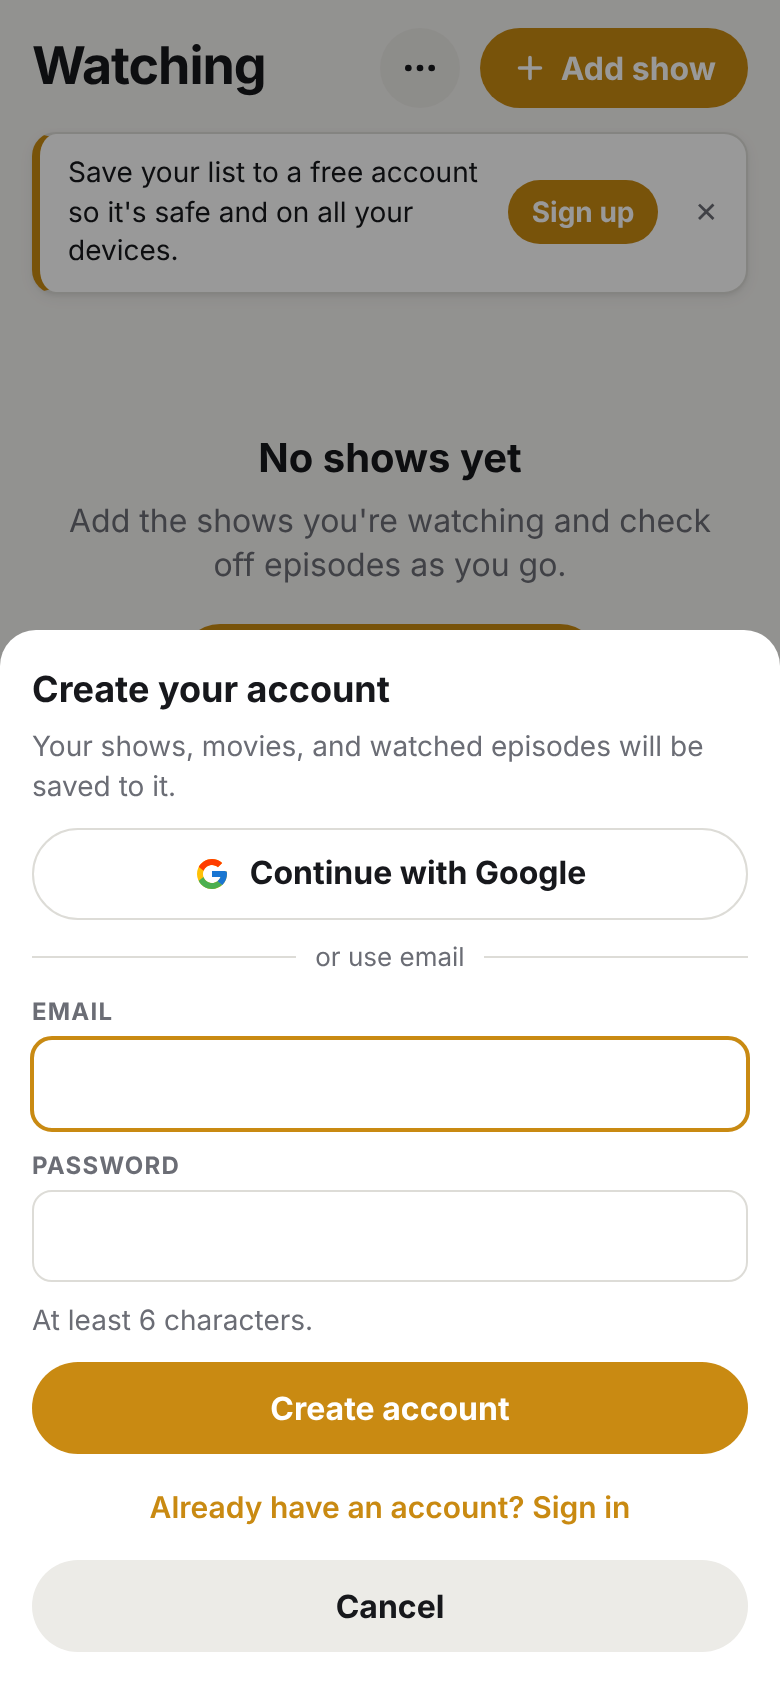 Watching
Add show
Save your list to a free account
so it's safe and on all your
devices.
Sign up
No shows yet
Add the shows you're watching and check
off episodes as you go.
Create your account
Your shows, movies, and watched episodes will be
saved to it.
Continue with Google
or use email
EMAIL
PASSWORD
At least 6 characters.
Create account
Already have an account? Sign in
Cancel